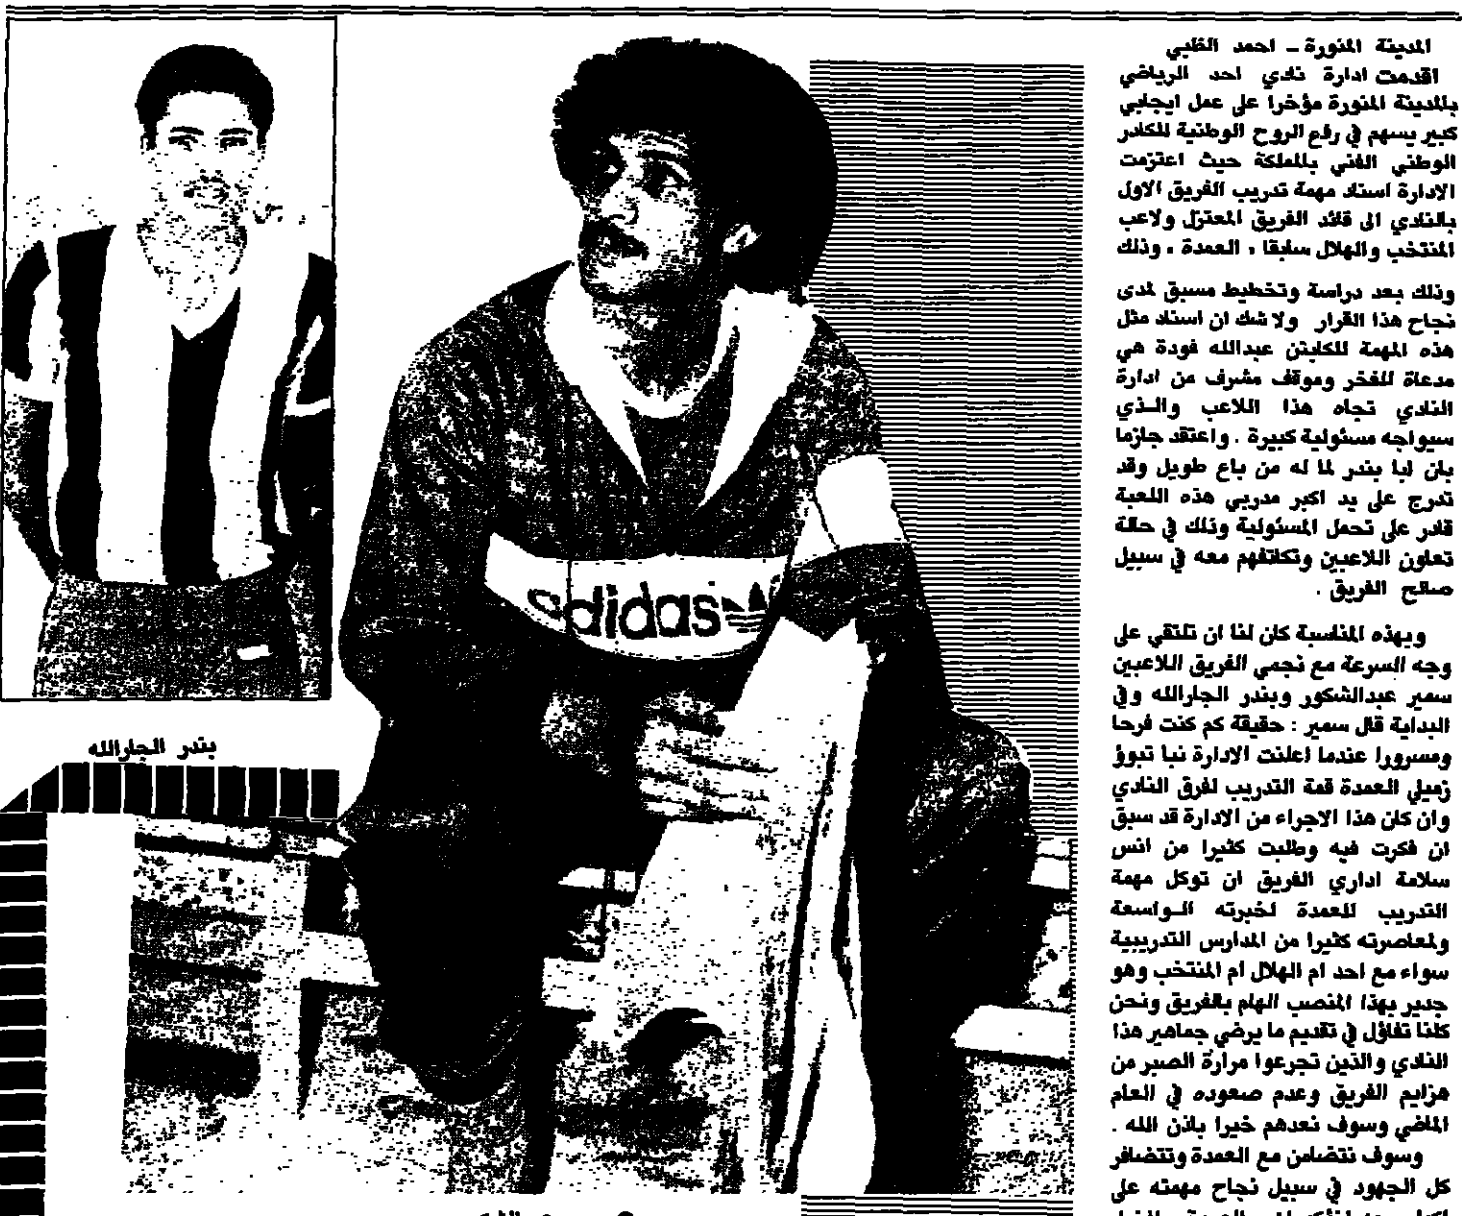 المدينة المنورة ـ احمد الظبي
اقدمت ادارة نادي احد الرياضي
بالمدينة المنورة مؤخرا على عمل ايجابي
كبير يسهم في رفع الروح الوطنية للكادر
الوطني الفني بالمملكة حيث اعتزمت
الادارة اسناد مهمة تدريب الفريق الاول
بالنادي الى قائد الفريق المعتزل ولاعب
المنتخب والهلال سابقا « العمدة » وذلك
وذلك بعد دراسة وتخطيط مسبق لمدى
نجاح هذا القرار ولا شك ان اسناد مثل
هذه المهمة للكابتن عبدالله فودة هي
مدعاة للفخر وموقف مشرف من ادارة
النادي تجاه هذا اللاعب والذي
سيواجه مسئولية كبيرة . واعتقد جازما
بان ابا بندر لما له من باع طويل وقد
تدرج على يد اكبر مدربي هذه اللعبة
قادر على تحمل المسئولية وذلك في حالة
تعاون اللاعبين وتكاتفهم معه في سبيل
صالح الفريق .
وبهذه المناسبة كان لنا ان نلتقي على
وجه السرعة مع نجمي الفريق اللاعبين
سمير عبدالشكور وبندر الجارالله وفي
البداية قال سمير : حقيقة كم كنت فرحا
ومسرورا عندما اعلنت الادارة نبا تبوؤ
زميلي العمدة قمة التدريب لفرق النادي
وان كان هذا الاجراء من الادارة قد سبق
ان فكرت فيه وطلبت كثيرا من انس
سلامة اداري الفريق ان توكل مهمة
التدريب للعمدة لخبرته الواسعة
ولمعاصرته كثيرا من المدارس التدريبية
سواء مع احد ام الهلال ام المنتخب وهو
جدير بهذا المنصب الهام بالفريق ونحن
كلنا تفاؤل في تقديم ما يرضي جماهير هذا
النادي والذين تجرعوا مرارة الصبر من
هزايم الفريق وعدم صعوده في العام
الماضي وسوف نعدهم خيرا باذن الله .
وسوف نتضامن مع العمدة وتتضافر
كل الجهود في سبيل نجاح مهمته على
بندر الجارالله
adidas